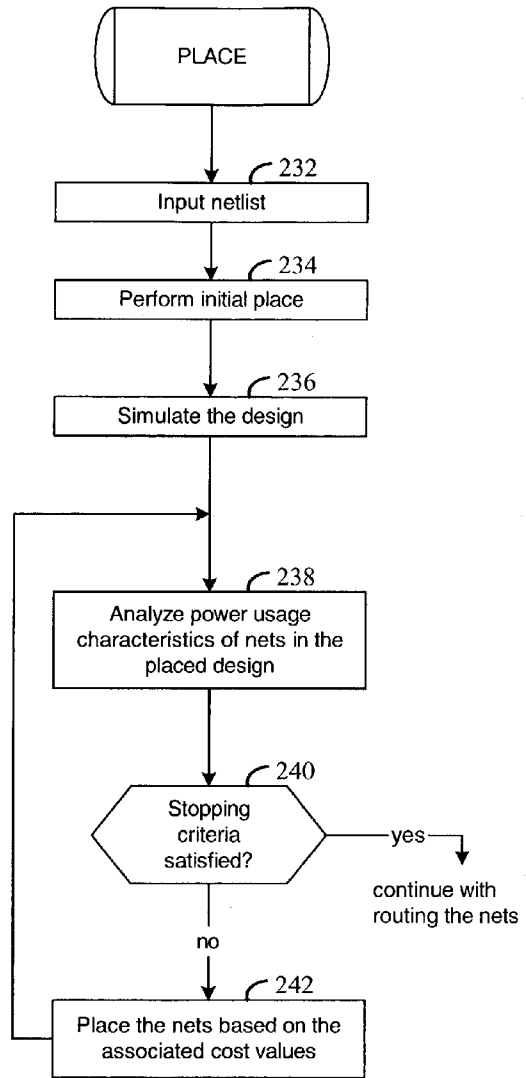 PLACE
232
Input netlist
234
Perform initial place
236
Simulate the design
238
Analyze power usage
characteristics of nets in the
placed design
240
Stopping
criteria
satisfied?
yes
continue with
routing the nets
no
242
Place the nets based on the
associated cost values